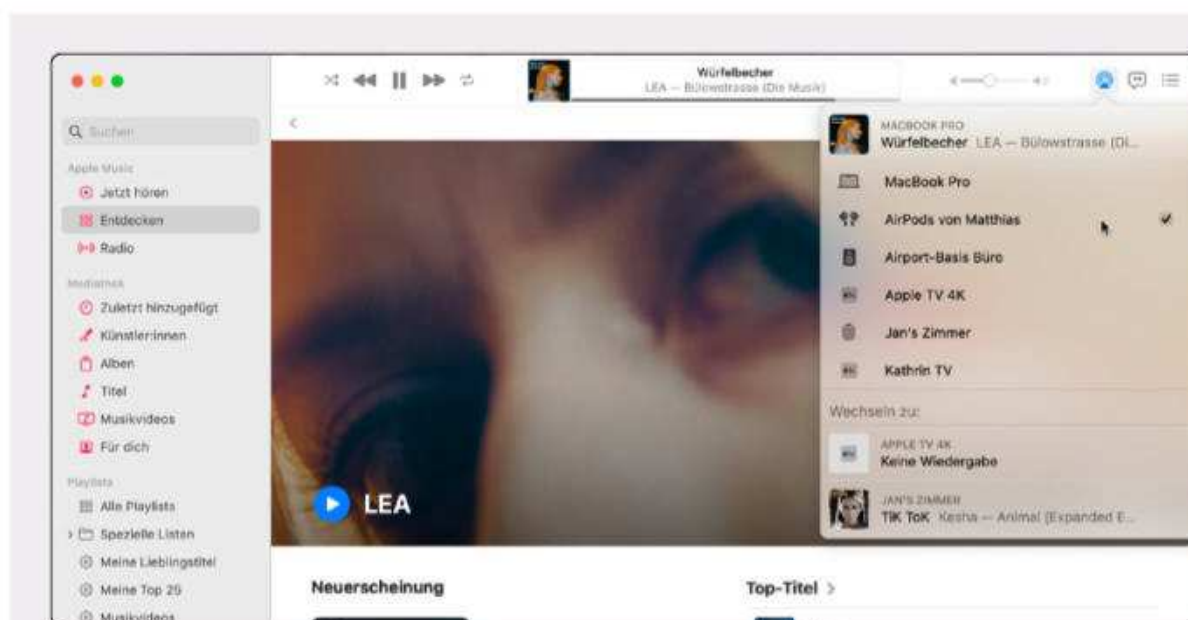 Würfelbecher
LEA — Bülowstrasse (Die Musik)
Suchen
Apple Music
Jetzt hören
Entdecken
Radio
Mediathek
Zuletzt hinzugefügt
Künstler:innen
Alben
Titel
Musikvideos
Für dich
Playlists
Alle Playlists
Spezielle Listen
Meine Lieblingstitel
Meine Top 25
Musikvideos
LEA
Neuerscheinung
Top-Titel
MACBOOK PRO
Würfelbecher LEA — Bülowstrasse (Di...
MacBook Pro
AirPods von Matthias
Airport-Basis Büro
Apple TV 4K
Jan's Zimmer
Kathrin TV
Wechseln zu:
APPLE TV 4K
Keine Wiedergabe
JAN'S ZIMMER
TiK ToK Kesha — Animal (Expanded E...